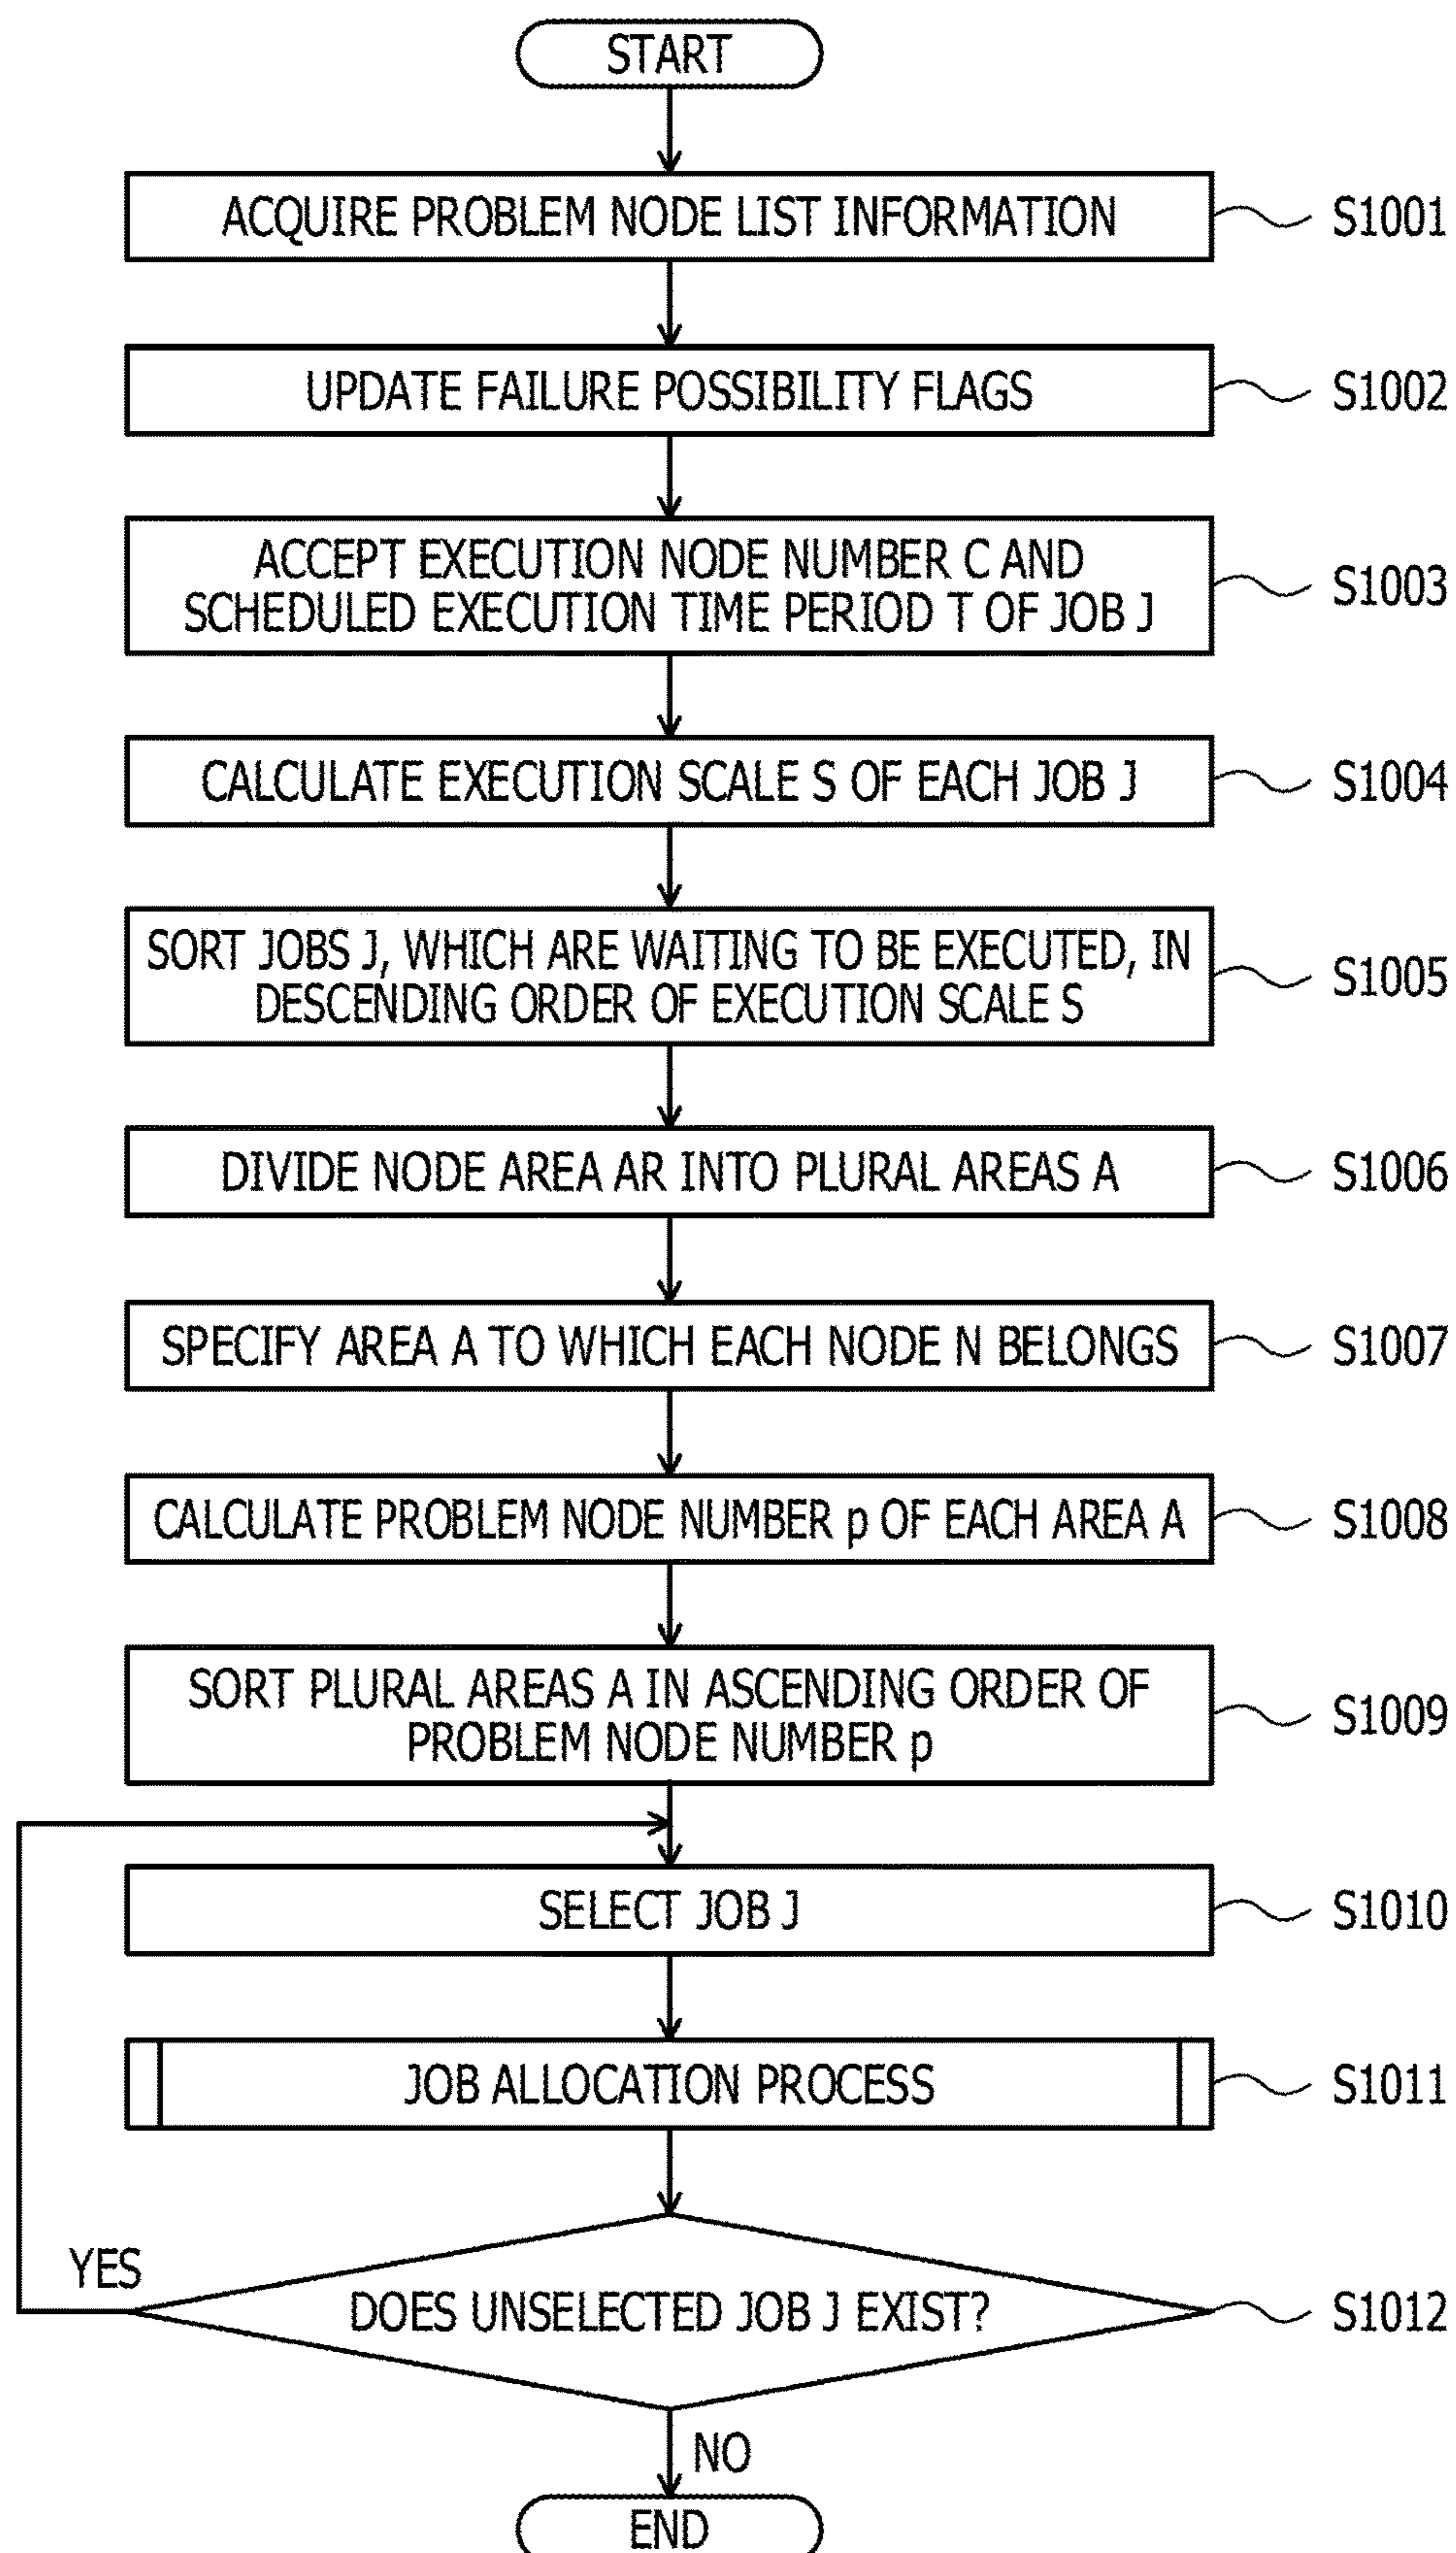 START
ACQUIRE PROBLEM NODE LIST INFORMATION
S1001
UPDATE FAILURE POSSIBILITY FLAGS
S1002
ACCEPT EXECUTION NODE NUMBER C AND
SCHEDULED EXECUTION TIME PERIOD T OF JOB J
S1003
CALCULATE EXECUTION SCALE S OF EACH JOB J
S1004
SORT JOBS J, WHICH ARE WAITING TO BE EXECUTED, IN
DESCENDING ORDER OF EXECUTION SCALE S
S1005
DIVIDE NODE AREA AR INTO PLURAL AREAS A
S1006
SPECIFY AREA A TO WHICH EACH NODE N BELONGS
S1007
CALCULATE PROBLEM NODE NUMBER p OF EACH AREA A
S1008
SORT PLURAL AREAS A IN ASCENDING ORDER OF
PROBLEM NODE NUMBER p
S1009
SELECT JOB J
S1010
JOB ALLOCATION PROCESS
S1011
YES
DOES UNSELECTED JOB J EXIST?
S1012
NO
END